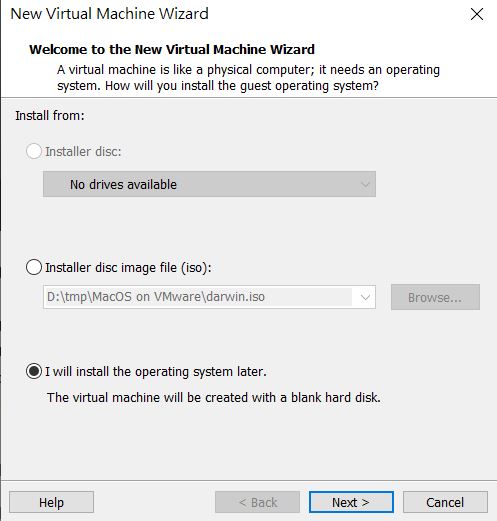 New Virtual Machine Wizard
Welcome to the New Virtual Machine Wizard
A virtual machine is like a physical computer; it needs an operating
system. How will you install the guest operating system?
Install from:
Installer disc:
No drives available
Installer disc image file (iso):
D:\tmp\MacOS on VMware\darwin.iso
Browse...
I will install the operating system later.
The virtual machine will be created with a blank hard disk.
Help
< Back
Next >
Cancel